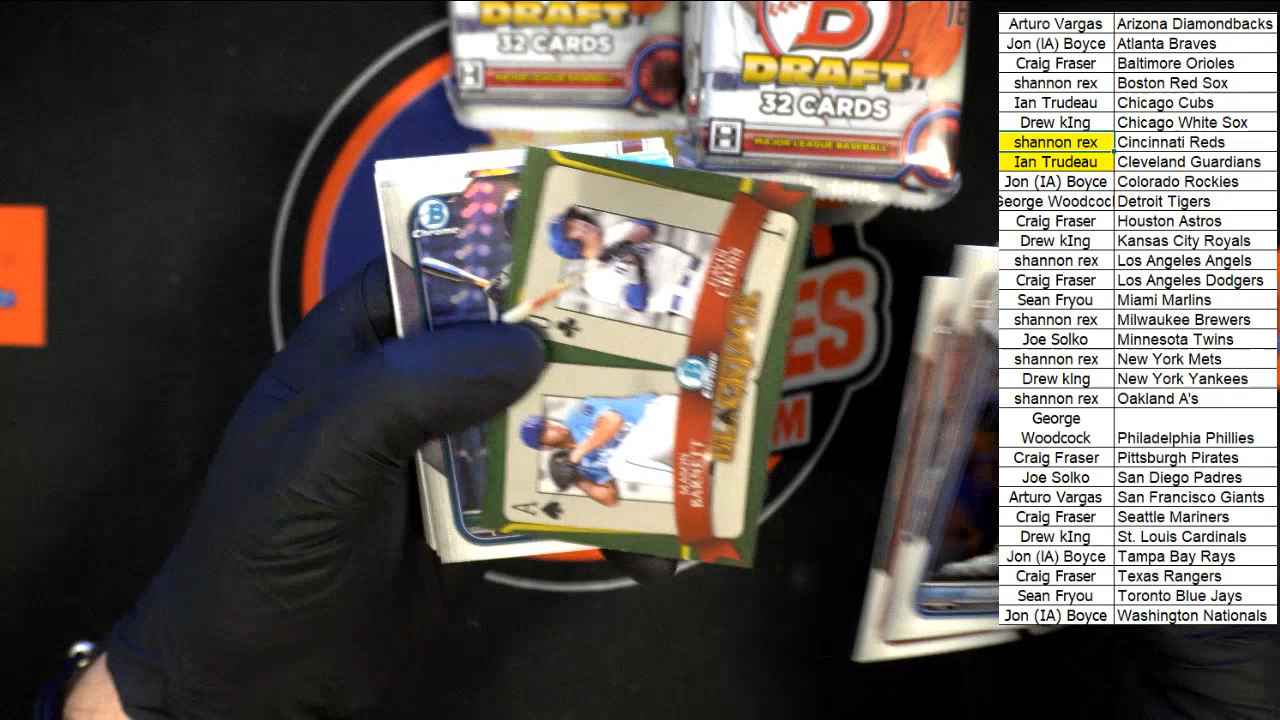 DRAFT
32 CARDS
MAJOR LEAGUE BASEBALL
DRAFT
32 CARDS
MAJOR LEAGUE BASEBALL
B
Chrome
BLACKJACK
MASON
BARNETT
A
Arturo Vargas Arizona Diamondbacks
Jon (IA) Boyce Atlanta Braves
Craig Fraser Baltimore Orioles
shannon rex Boston Red Sox
Ian Trudeau Chicago Cubs
Drew kIng Chicago White Sox
shannon rex Cincinnati Reds
Ian Trudeau Cleveland Guardians
Jon (IA) Boyce Colorado Rockies
George Woodcoc Detroit Tigers
Craig Fraser Houston Astros
Drew kIng Kansas City Royals
shannon rex Los Angeles Angels
Craig Fraser Los Angeles Dodgers
Sean Fryou Miami Marlins
shannon rex Milwaukee Brewers
Joe Solko Minnesota Twins
shannon rex New York Mets
Drew kIng New York Yankees
shannon rex Oakland A's
George
Woodcock Philadelphia Phillies
Craig Fraser Pittsburgh Pirates
Joe Solko San Diego Padres
Arturo Vargas San Francisco Giants
Craig Fraser Seattle Mariners
Drew kIng St. Louis Cardinals
Jon (IA) Boyce Tampa Bay Rays
Craig Fraser Texas Rangers
Sean Fryou Toronto Blue Jays
Jon (IA) Boyce Washington Nationals